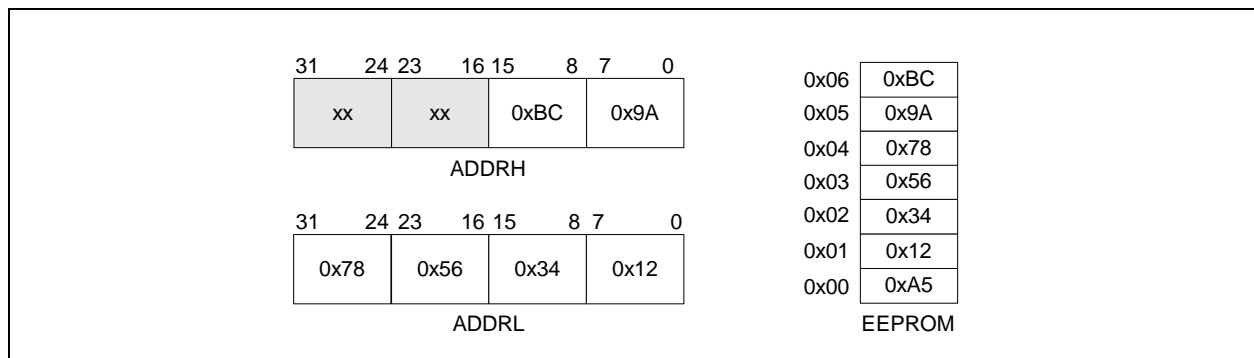 31 24 23 16 15 8 7 0
xx xx 0xBC 0x9A
ADDRH
31 24 23 16 15 8 7 0
0x78 0x56 0x34 0x12
ADDRL
0x06 0xBC
0x05 0x9A
0x04 0x78
0x03 0x56
0x02 0x34
0x01 0x12
0x00 0xA5
EEPROM